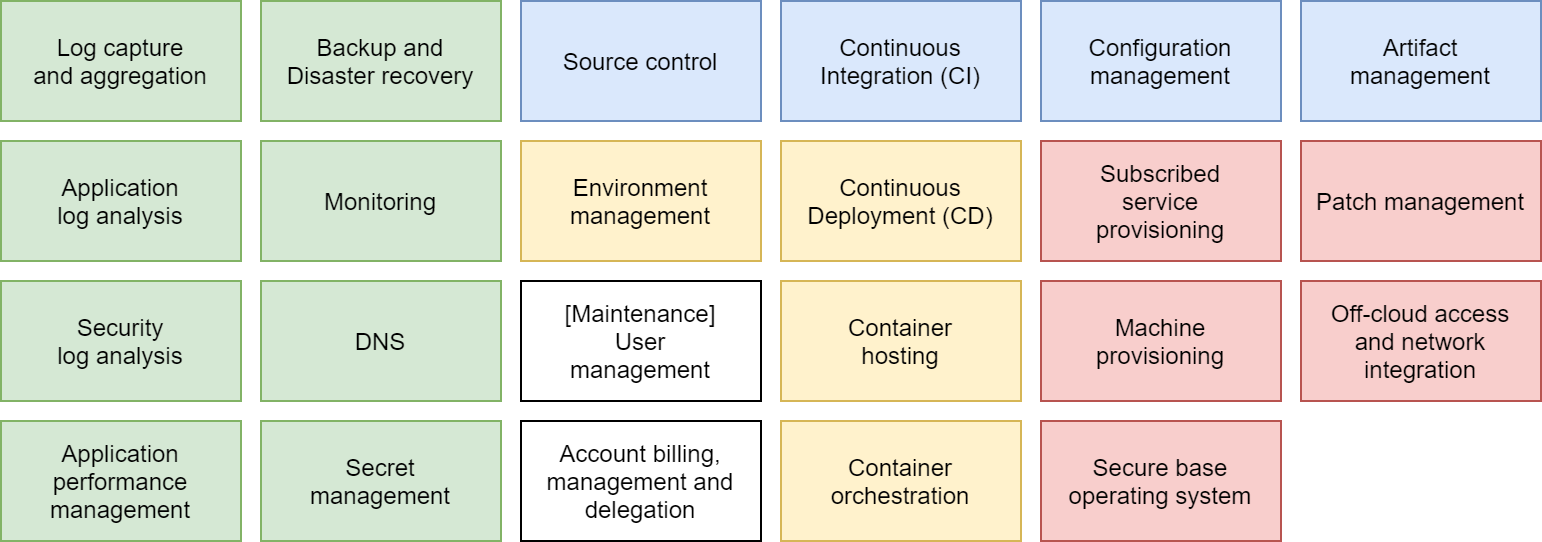 Log capture
and aggregation
Backup and
Disaster recovery
Source control
Continuous
Integration (CI)
Configuration
management
Artifact
management
Application
log analysis
Monitoring
Environment
management
Continuous
Deployment (CD)
Subscribed
service
provisioning
Patch management
Security
log analysis
DNS
[Maintenance]
User
management
Container
hosting
Machine
provisioning
Off-cloud access
and network
integration
Application
performance
management
Secret
management
Account billing,
management and
delegation
Container
orchestration
Secure base
operating system